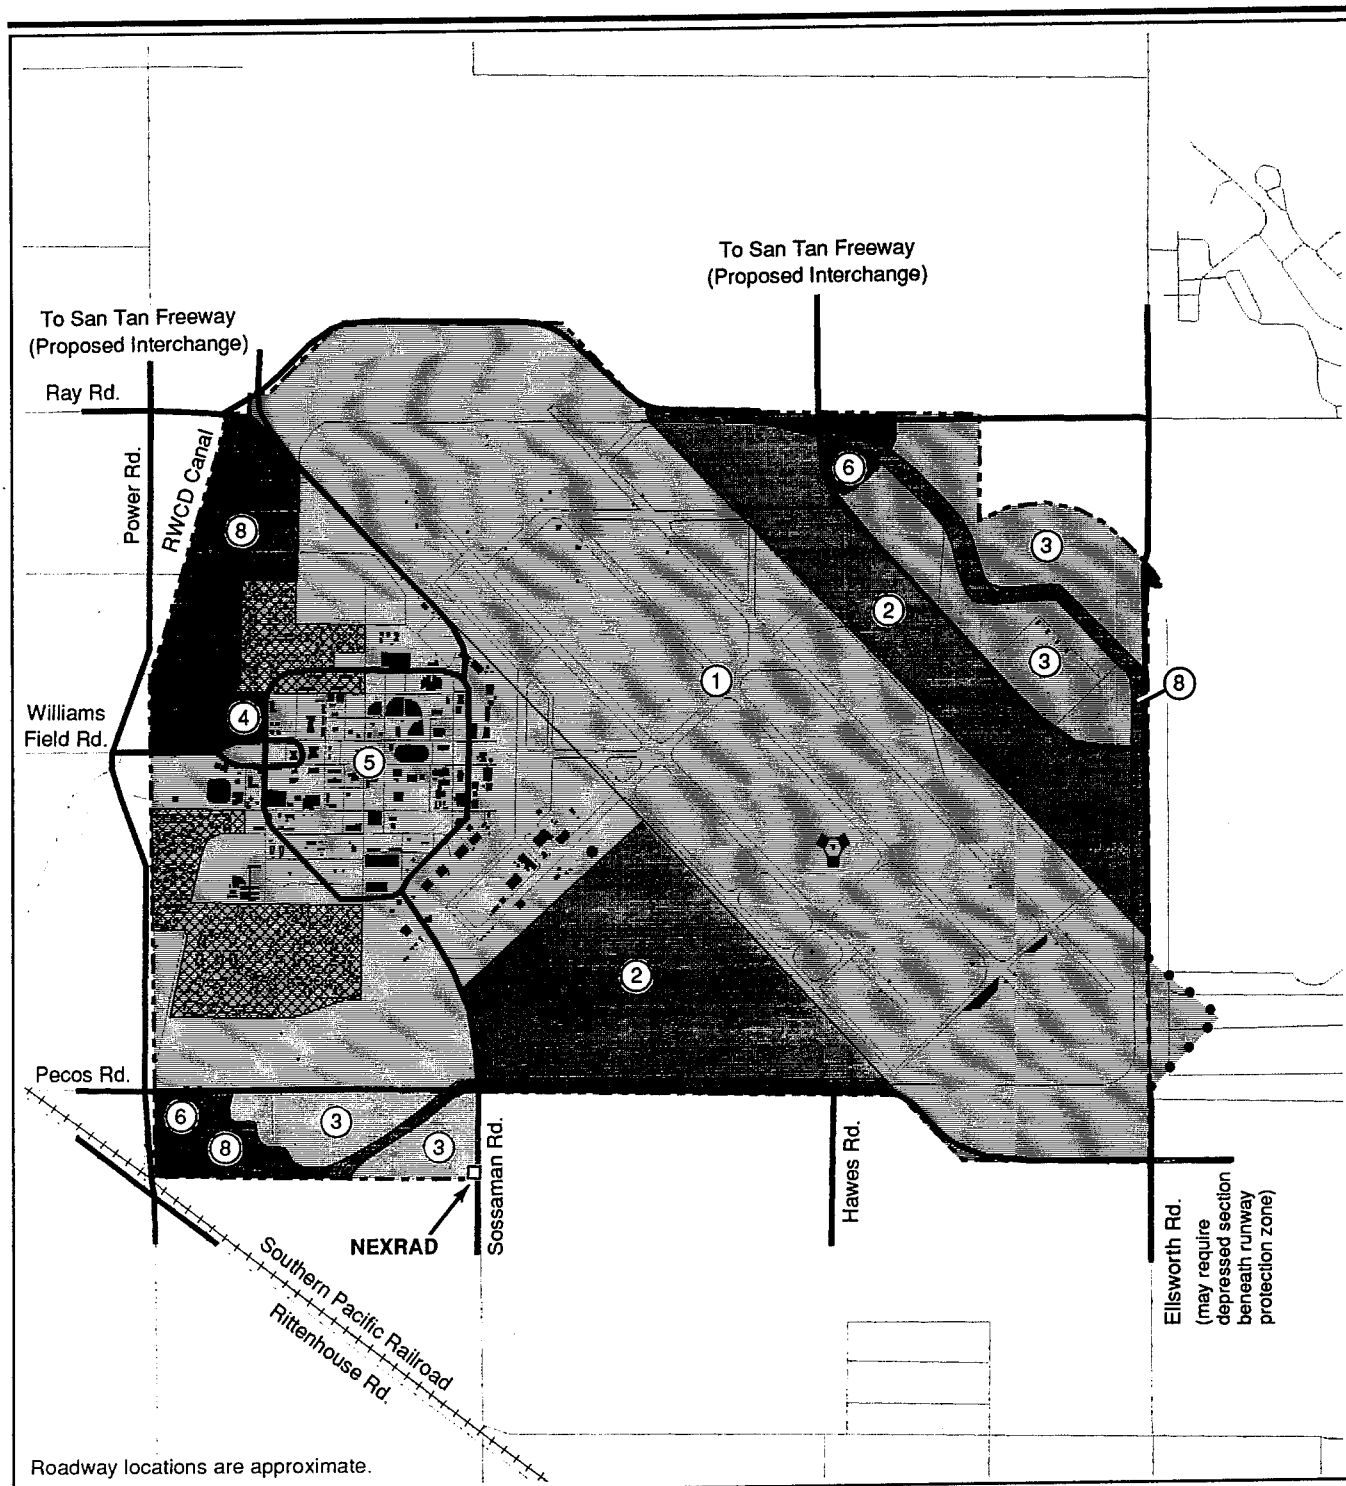 To San Tan Freeway
(Proposed Interchange)
To San Tan Freeway
(Proposed Interchange)
Ray Rd.
Power Rd.
RWCD Canal
6
8
3
2
3
1
8
Williams
Field Rd.
4
5
2
Pecos Rd.
6
3
8
3
NEXRAD
Sossaman Rd.
Hawes Rd.
Ellsworth Rd.
(may require
depressed section
beneath runway
protection zone)
Southern Pacific Railroad
Rittenhouse Rd.
Roadway locations are approximate.